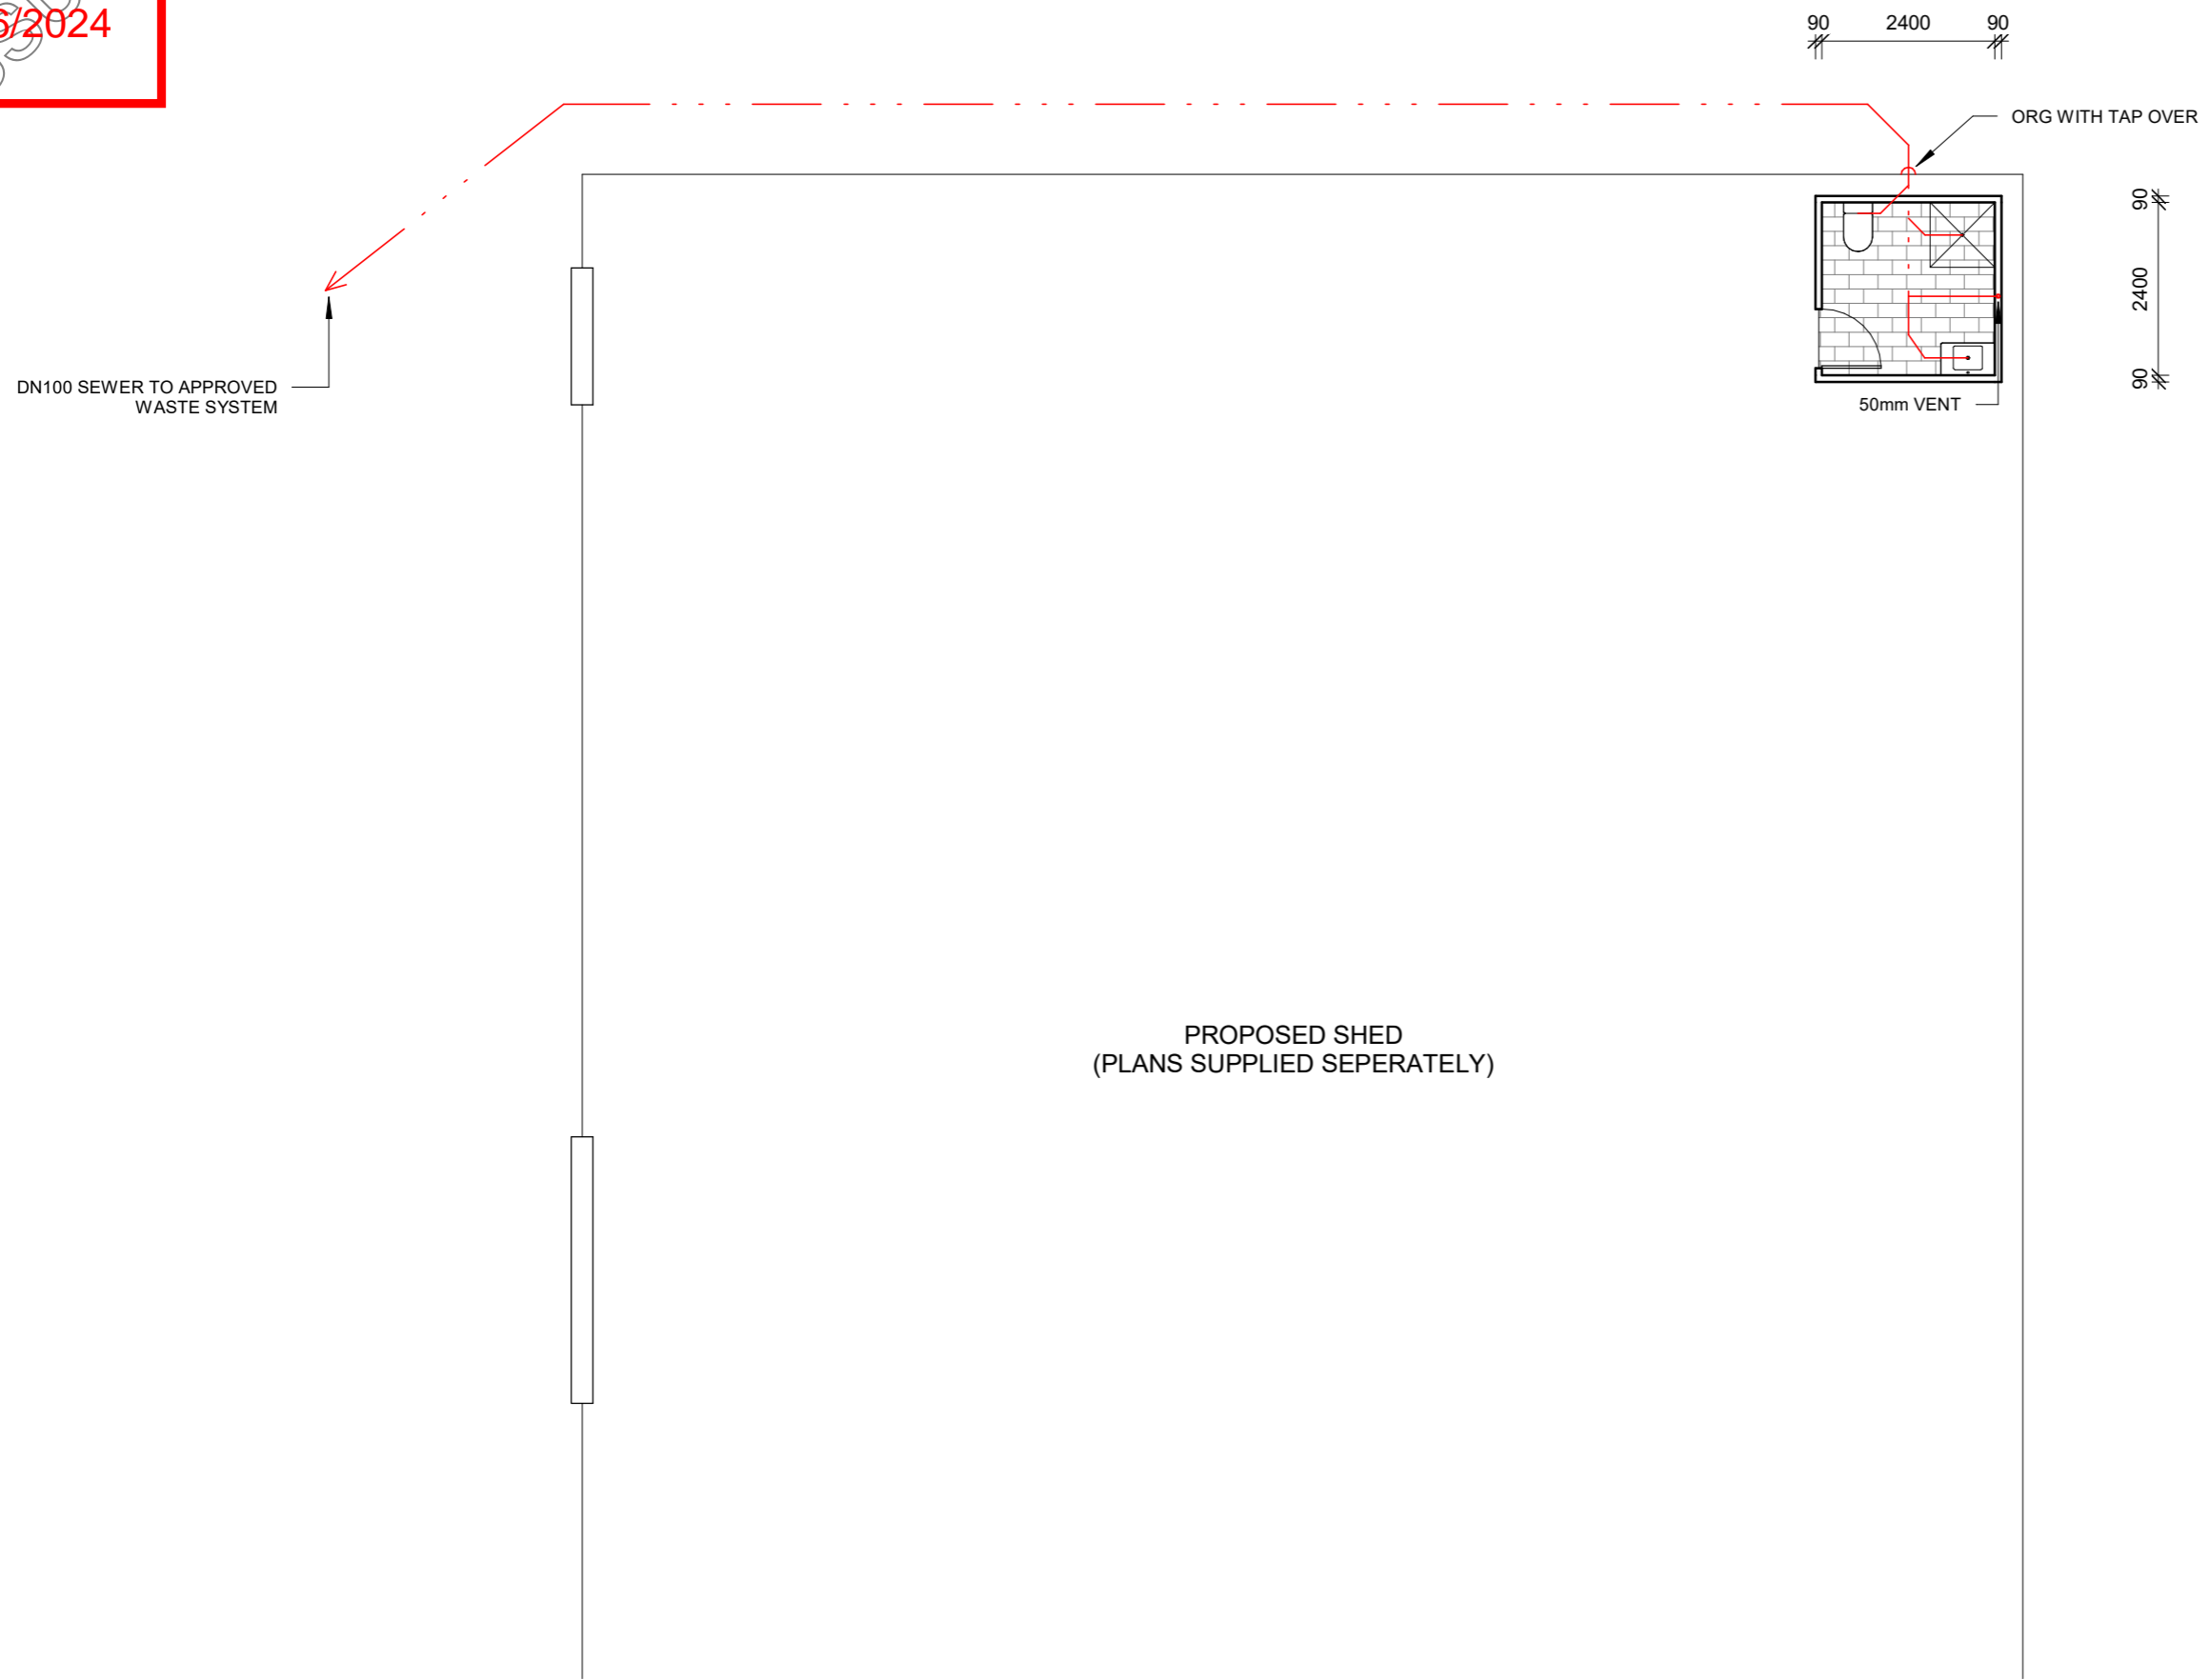 6/2024
90 2400 90
ORG WITH TAP OVER
90
2400
90
DN100 SEWER TO APPROVED
WASTE SYSTEM
50mm VENT
PROPOSED SHED
(PLANS SUPPLIED SEPERATELY)